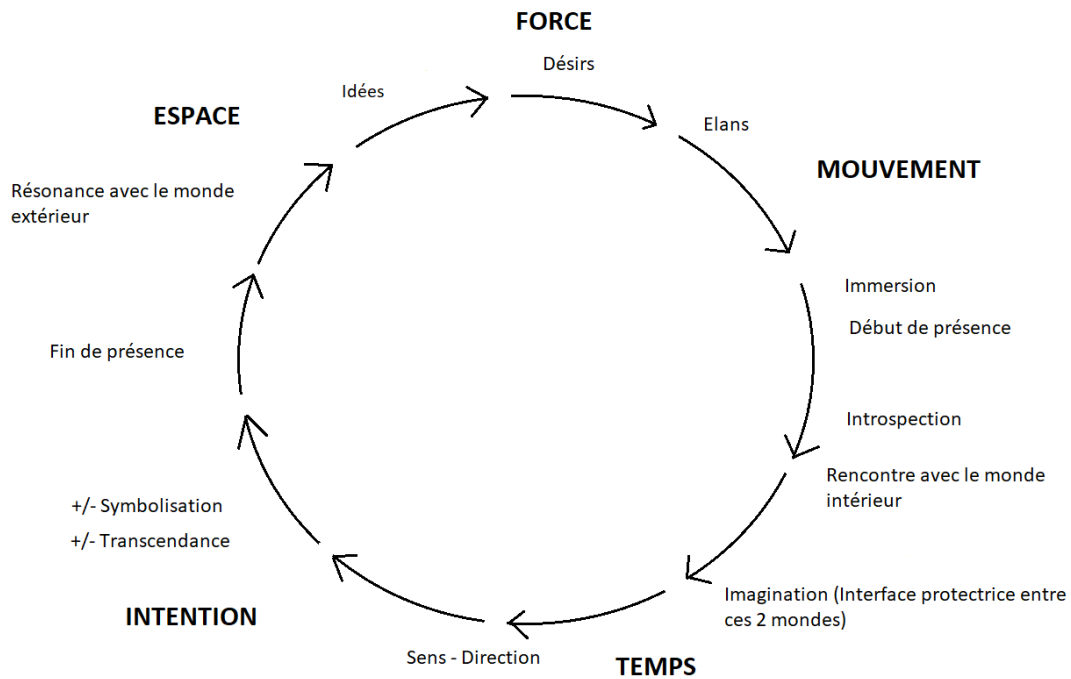 FORCE
Désirs
Idées
Elans
ESPACE
MOUVEMENT
Résonance avec le monde
extérieur
Immersion
Début de présence
Fin de présence
Introspection
Rencontre avec le monde
intérieur
+/- Symbolisation
+/- Transcendance
Imagination (Interface protectrice entre
ces 2 mondes)
INTENTION
Sens - Direction
TEMPS